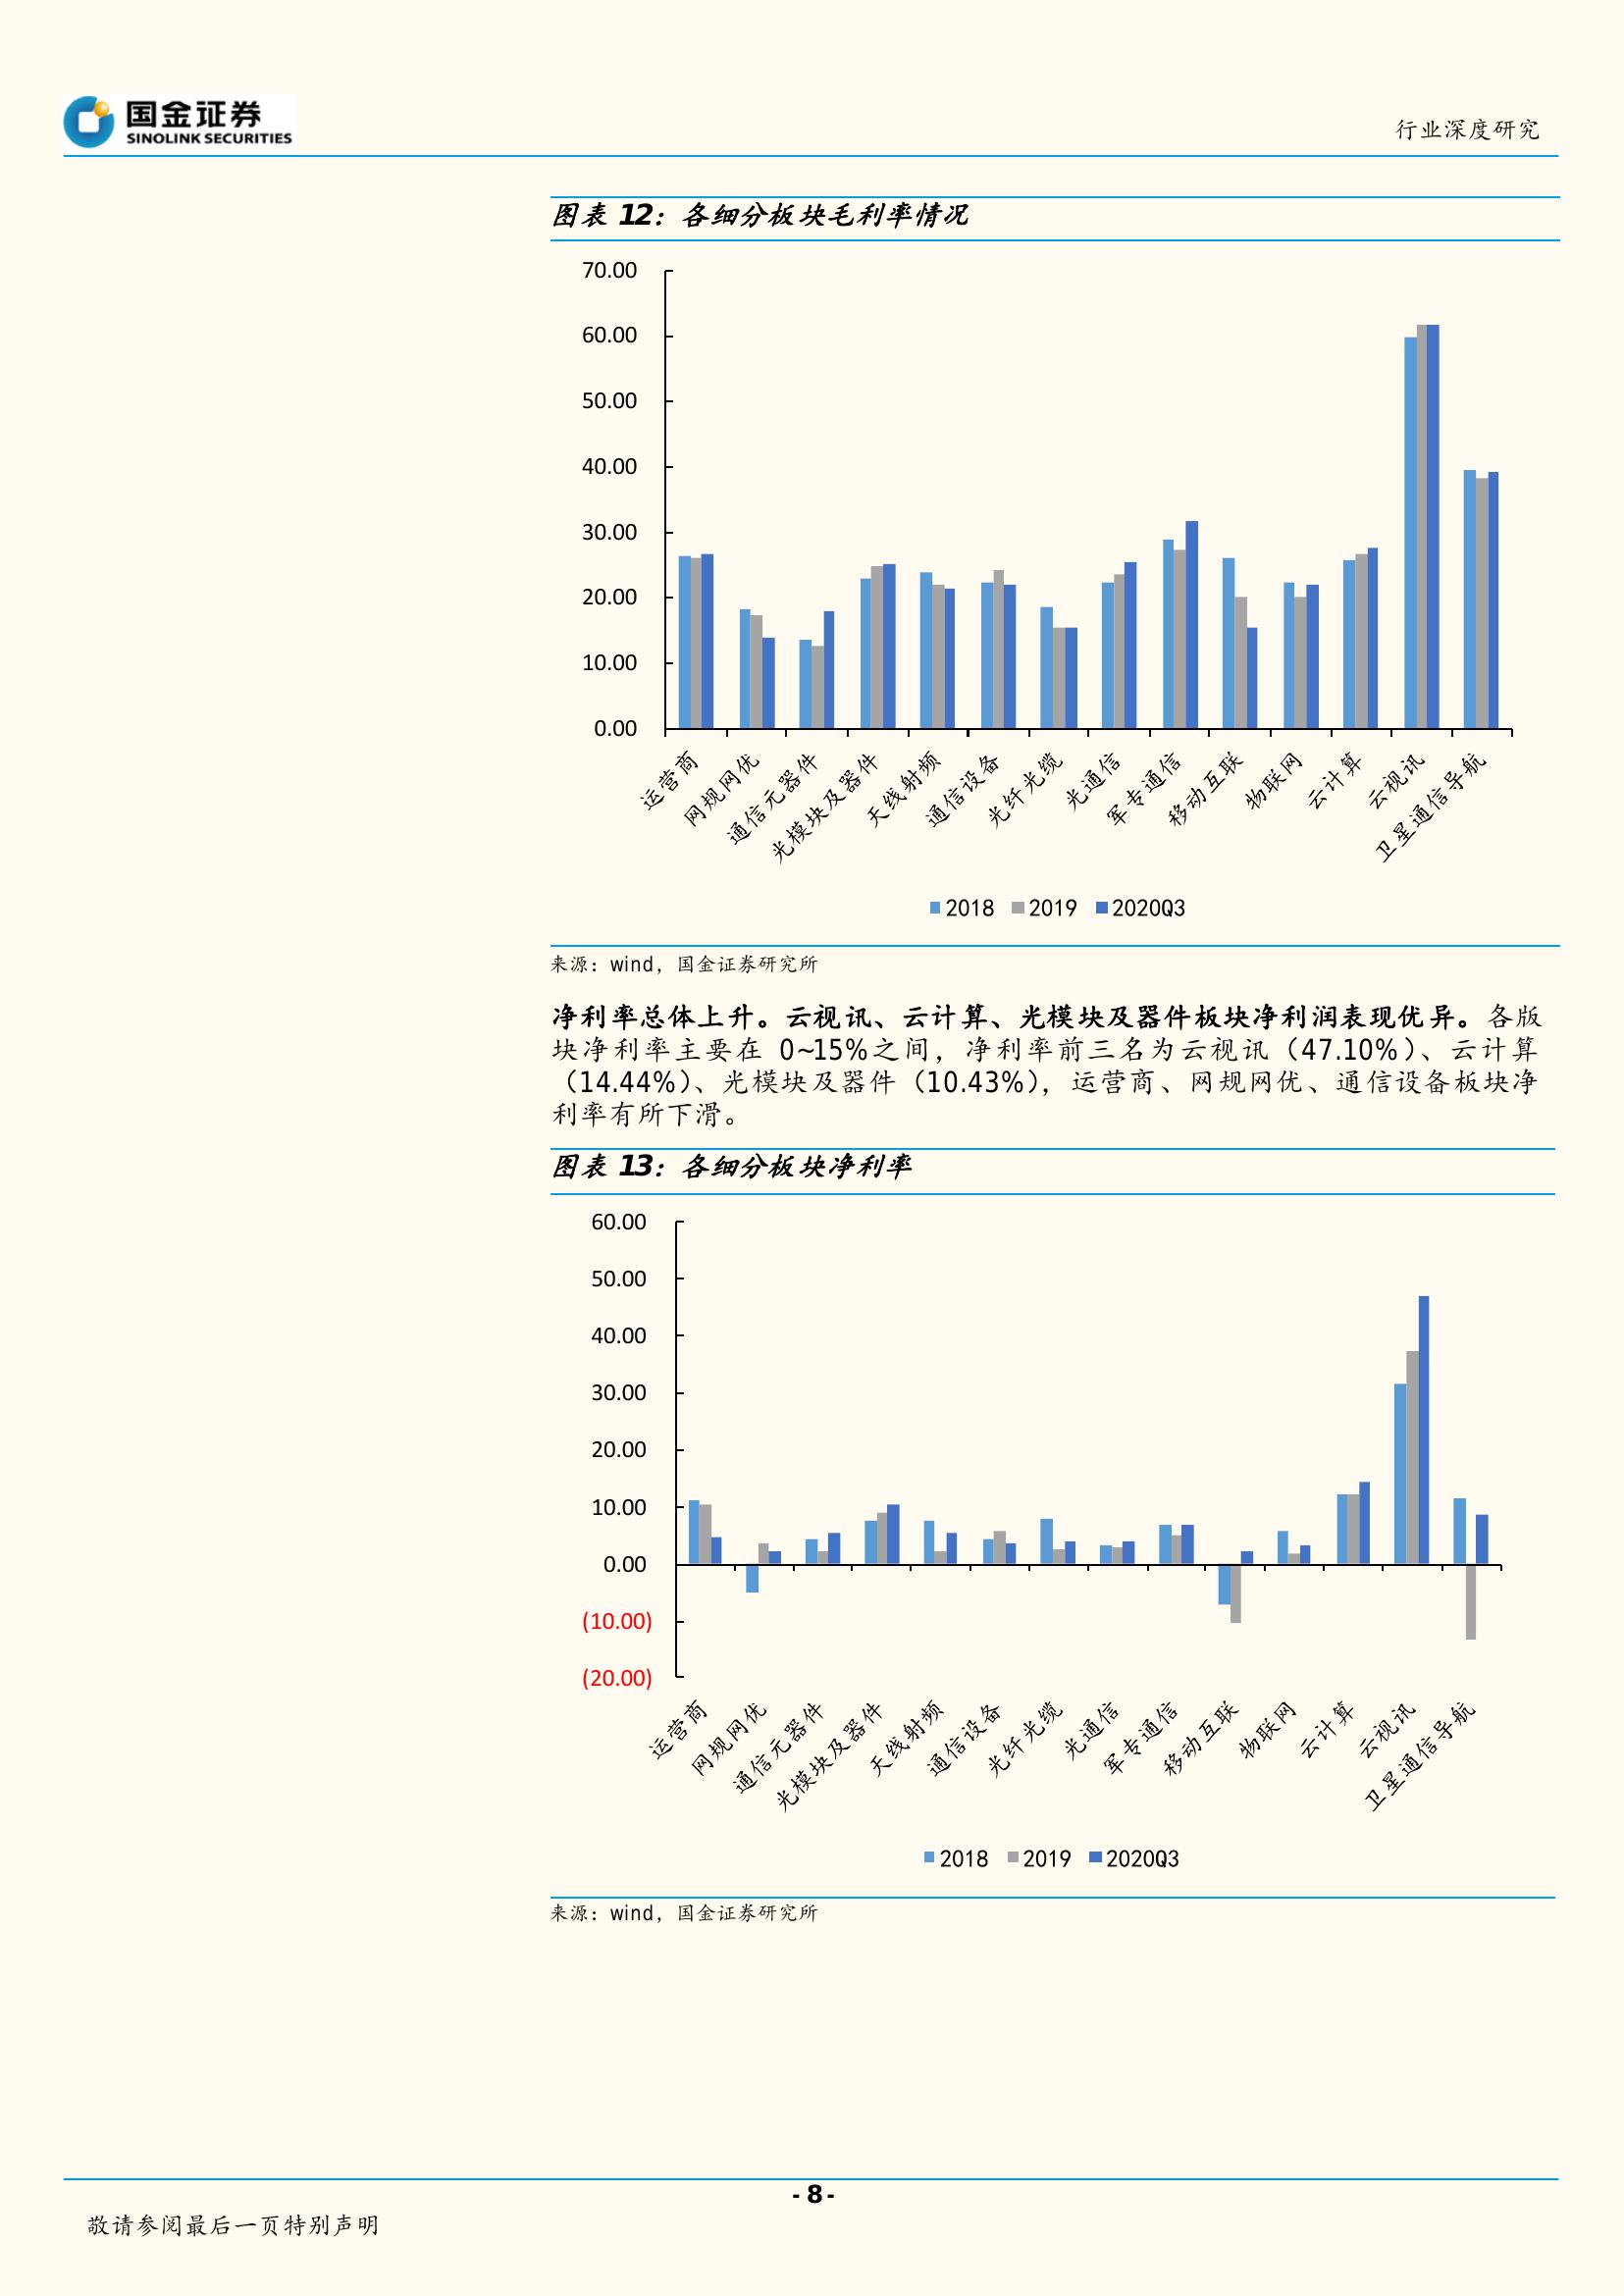 国金证券
SINOLINK SECURITIES
行业深度研究
图表 12：各细分板块毛利率情况
70.00
60.00
50.00
40.00
30.00
20.00
10.00
0.00
运营商
网规网优
通信元器件
光模块及器件
天线射频
通信设备
光纤光缆
光通信
军专通信
移动互联
物联网
云计算
云视讯
卫星通信导航
2018 2019 2020Q3
来源：wind，国金证券研究所
净利率总体上升。云视讯、云计算、光模块及器件板块净利润表现优异。各版
块净利率主要在 0~15%之间，净利率前三名为云视讯（47.10%）、云计算
（14.44%）、光模块及器件（10.43%），运营商、网规网优、通信设备板块净
利率有所下滑。
图表 13：各细分板块净利率
60.00
50.00
40.00
30.00
20.00
10.00
0.00
(10.00)
(20.00)
运营商
网规网优
通信元器件
光模块及器件
天线射频
通信设备
光纤光缆
光通信
军专通信
移动互联
物联网
云计算
云视讯
卫星通信导航
2018 2019 2020Q3
来源：wind，国金证券研究所
- 8 -
敬请参阅最后一页特别声明